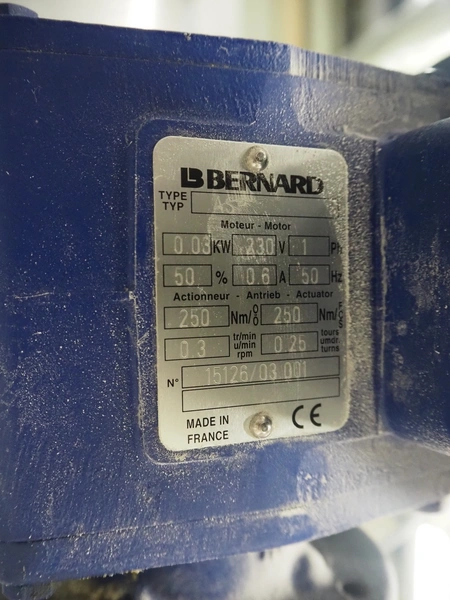 BERNARD
TYPE
TYP
Moteur - Motor
0.03 KW 230 V 1 Ph
50 % 0.6 A 50 Hz
Actionneur - Antrieb - Actuator
250 Nm/O 250 Nm/F
0.3 tr/min u/min rpm 0.25 tours umdr. turns
N° 15126/03 001
MADE IN
FRANCE
CE